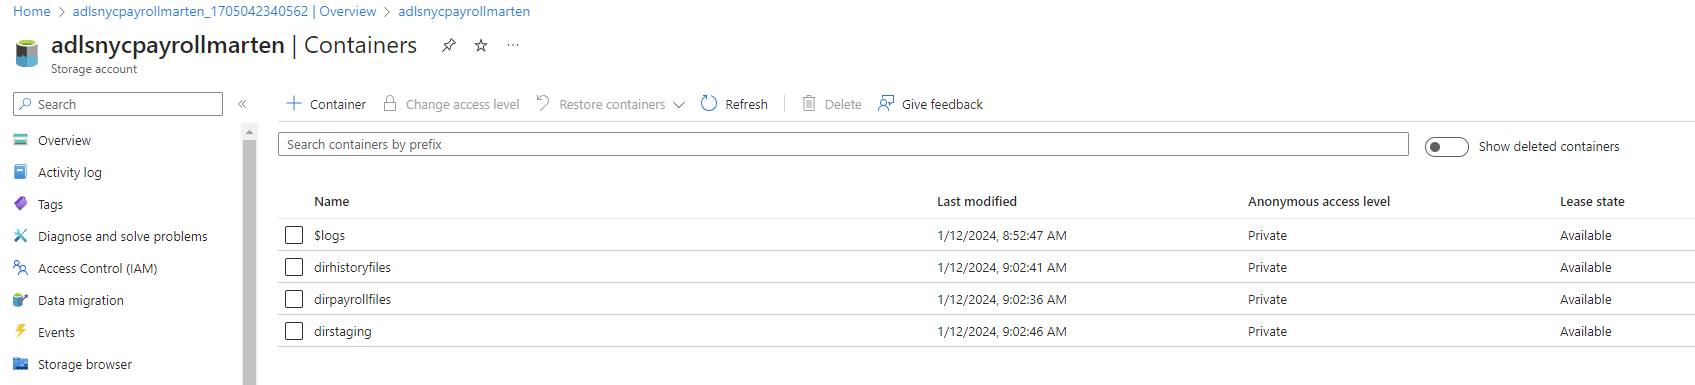 Home > adlsnycpayrollmarten_1705042340562 | Overview > adlsnycpayrollmarten
adlsnycpayrollmarten | Containers
Storage account
Search
Container Change access level Restore containers Refresh Delete Give feedback
Search containers by prefix
Show deleted containers
Overview
Activity log
Tags
Diagnose and solve problems
Access Control (IAM)
Data migration
Events
Storage browser
Name Last modified Anonymous access level Lease state
$logs 1/12/2024, 8:52:47 AM Private Available
dirhistoryfiles 1/12/2024, 9:02:41 AM Private Available
dirpayrollfiles 1/12/2024, 9:02:36 AM Private Available
dirstaging 1/12/2024, 9:02:46 AM Private Available